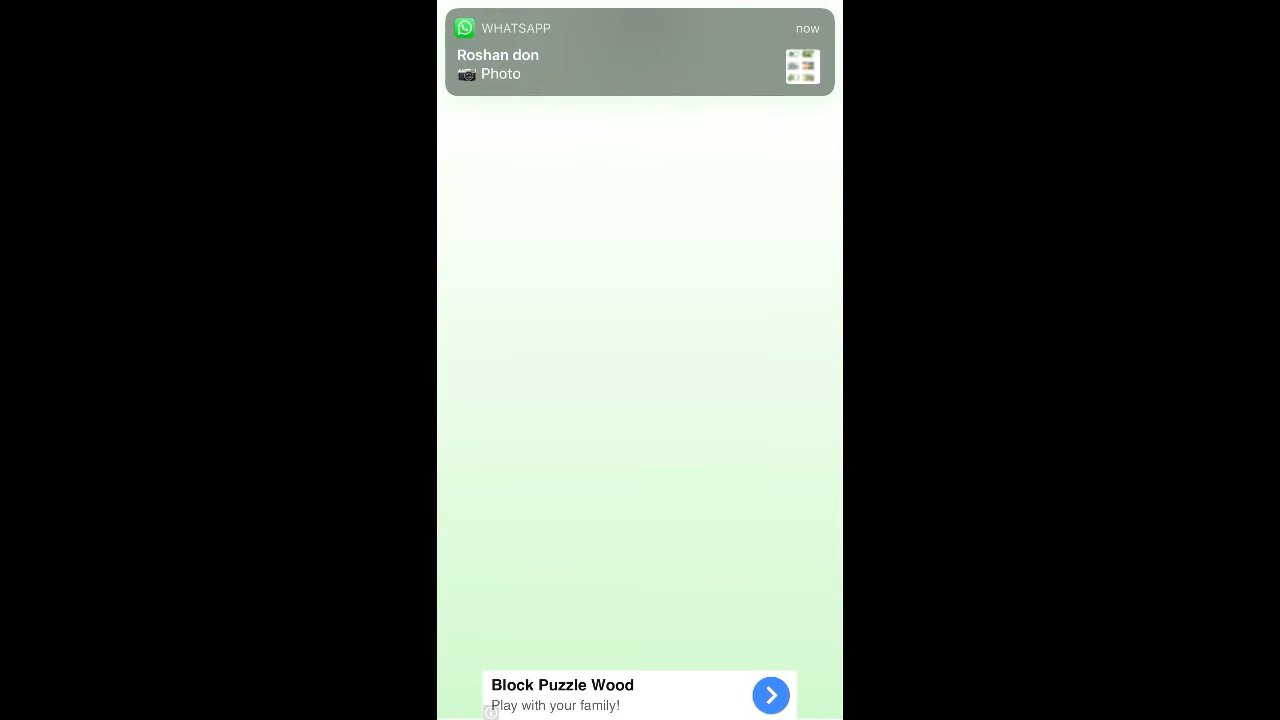 WHATSAPP now
Roshan don
Photo
Block Puzzle Wood
Play with your family!